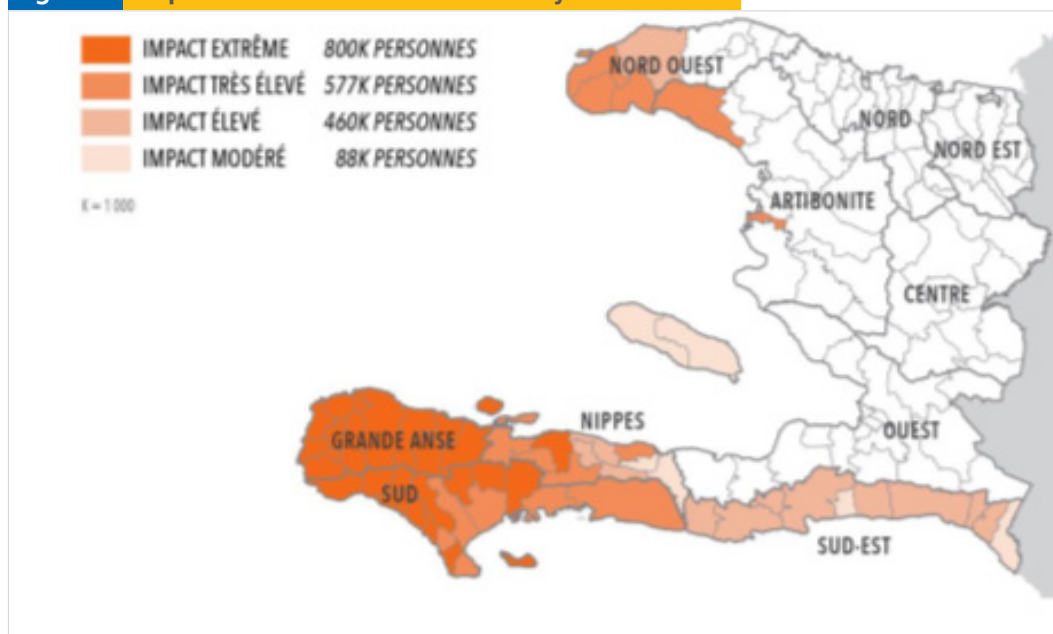 IMPACT EXTRÊME 800K PERSONNES
IMPACT TRÈS ÉLEVÉ 577K PERSONNES
IMPACT ÉLEVÉ 460K PERSONNES
IMPACT MODÉRÉ 88K PERSONNES
K = 1 000
NORD OUEST
NORD
NORD EST
ARTIBONITE
CENTRE
NIPPES
OUEST
GRANDE ANSE
SUD
SUD-EST